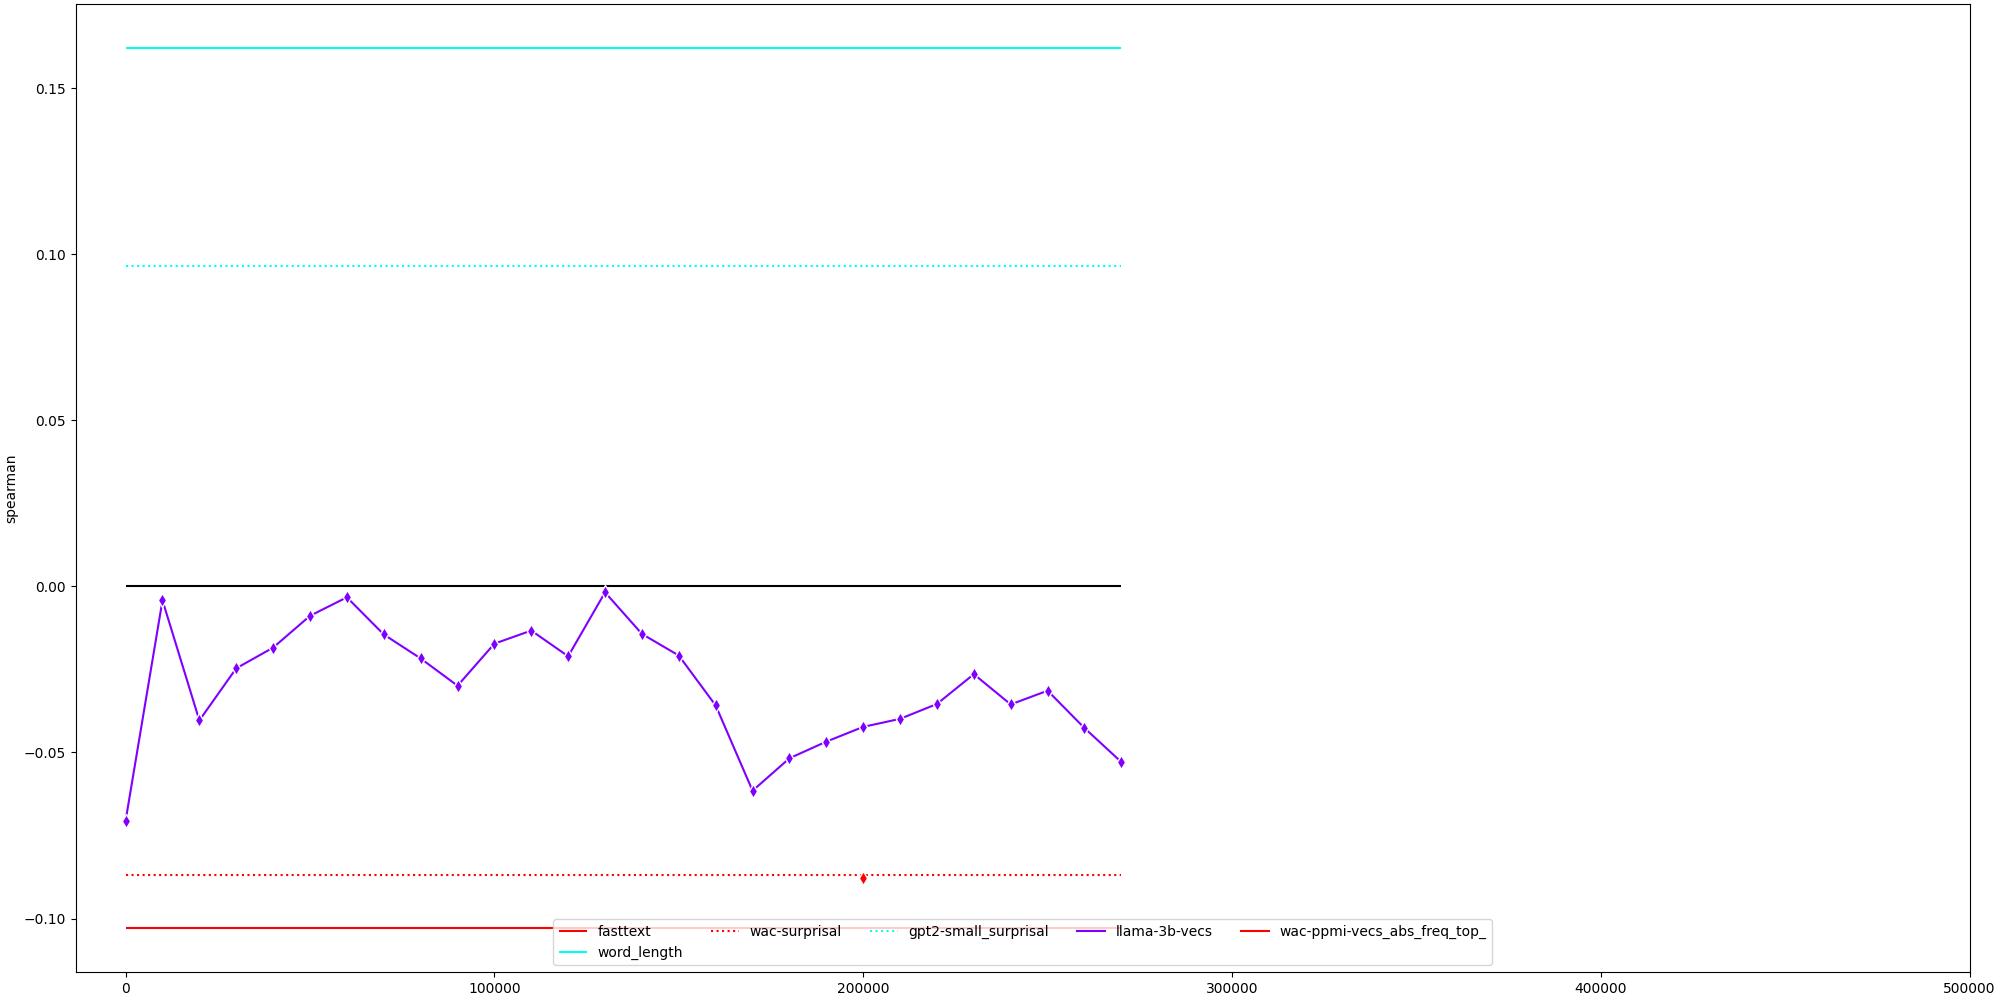 0.15
0.10
0.05
0.00
−0.05
−0.10
spearman
fasttext wac-surprisal gpt2-small_surprisal llama-3b-vecs wac-ppmi-vecs_abs_freq_top_
word_length
0 100000 200000 300000 400000 500000